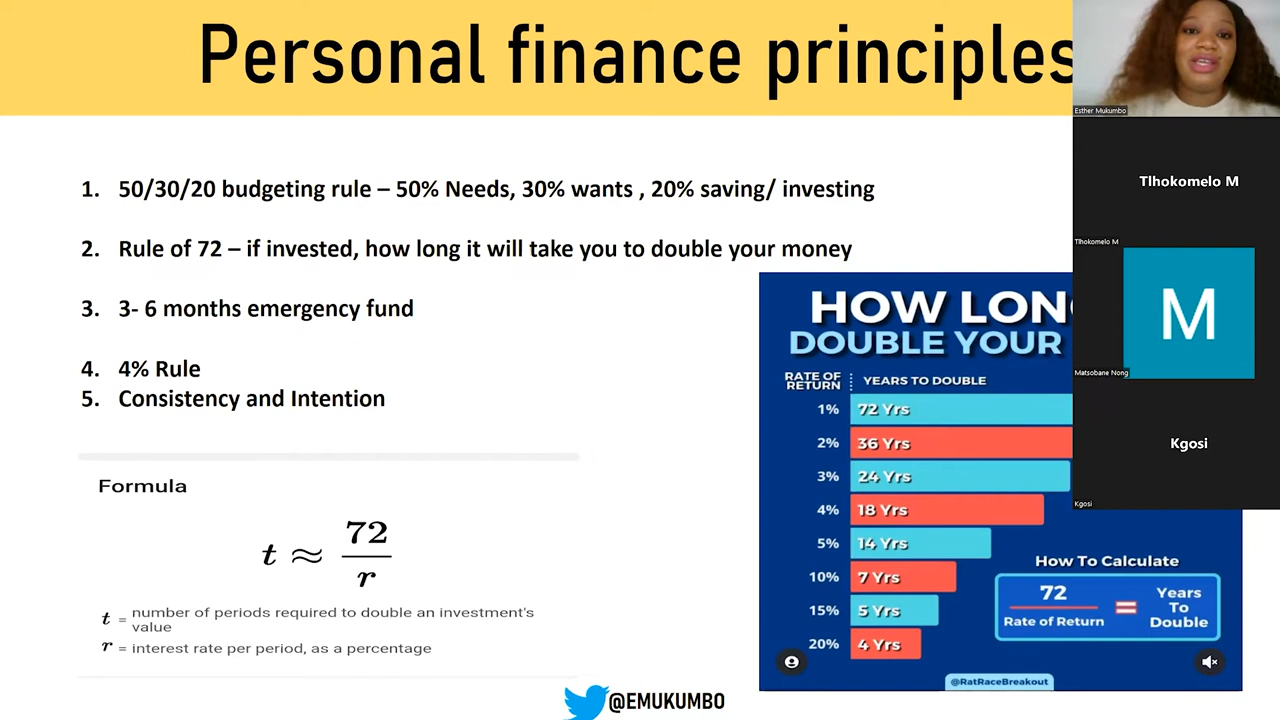 Personal finance principles
1. 50/30/20 budgeting rule – 50% Needs, 30% wants , 20% saving/ investing
2. Rule of 72 – if invested, how long it will take you to double your money
3. 3- 6 months emergency fund
4. 4% Rule
5. Consistency and Intention
Formula
t ≈ 72/r
t = number of periods required to double an investment's
value
r = interest rate per period, as a percentage
HOW LON
DOUBLE YOUR
RATE OF
RETURN
YEARS TO DOUBLE
1% 72 Yrs
2% 36 Yrs
3% 24 Yrs
4% 18 Yrs
5% 14 Yrs
10% 7 Yrs
15% 5 Yrs
20% 4 Yrs
How To Calculate
72
Rate of Return
=
Years
To
Double
@RatRaceBreakout
@EMUKUMBO
Esther Mukumbo
Tlhokomelo M
Tlhokomelo M
M
Matsobane Nong
Kgosi
Kgosi